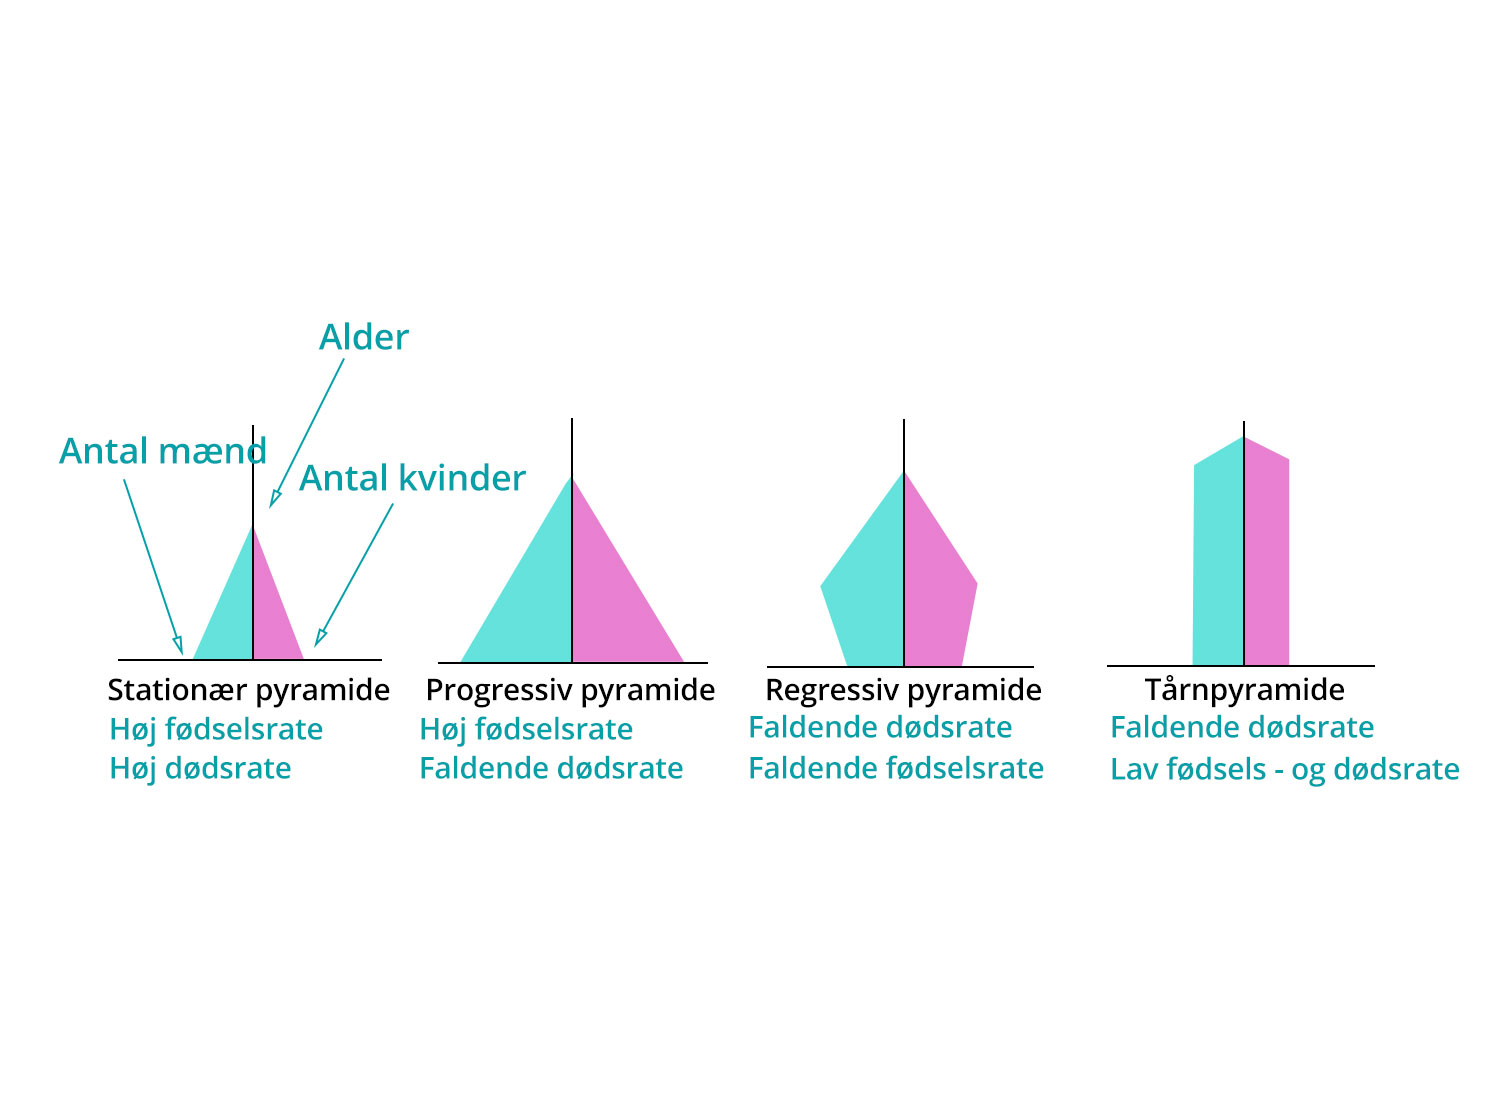 Alder
Antal mænd
Antal kvinder
Stationær pyramide
Høj fødselsrate
Høj dødsrate
Progressiv pyramide
Høj fødselsrate
Faldende dødsrate
Regressiv pyramide
Faldende dødsrate
Faldende fødselsrate
Tårnpyramide
Faldende dødsrate
Lav fødsels - og dødsrate